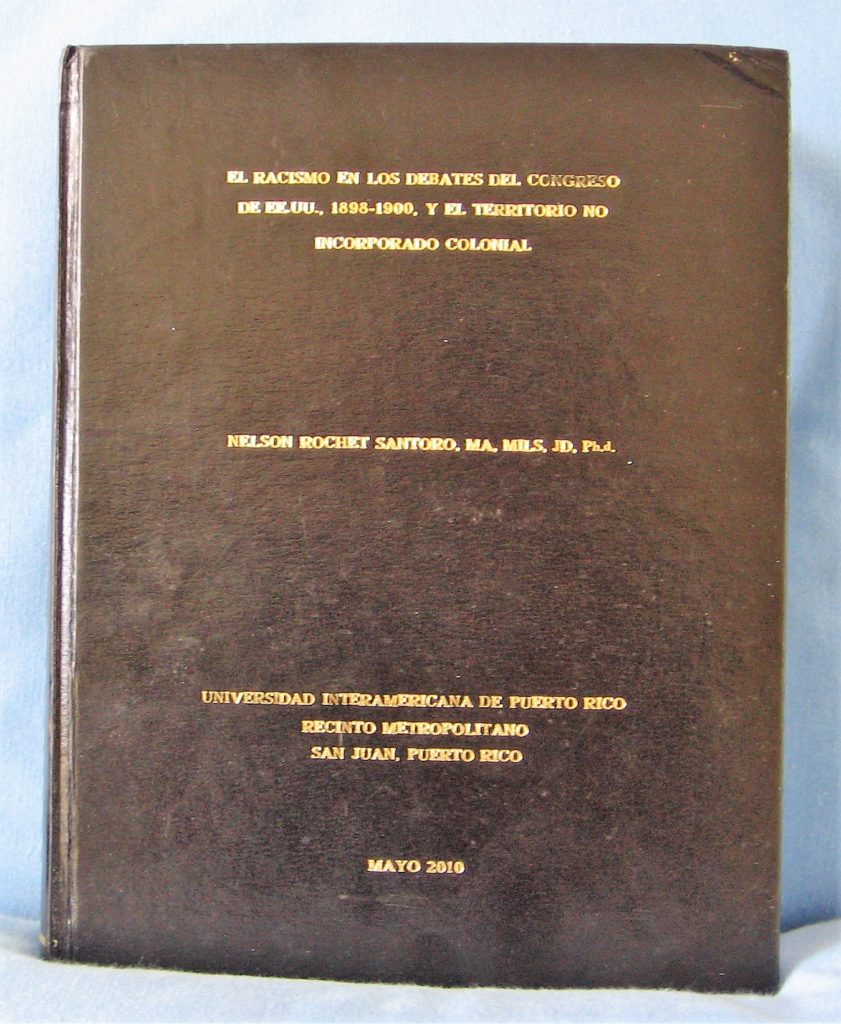 EL RACISMO EN LOS DEBATES DEL CONGRESO
DE EE.UU., 1898-1900, Y EL TERRITORIO NO
INCORPORADO COLONIAL
NELSON ROCHET SANTORO, MA, MILS, JD, Ph.d.
UNIVERSIDAD INTERAMERICANA DE PUERTO RICO
RECINTO METROPOLITANO
SAN JUAN, PUERTO RICO
MAYO 2010